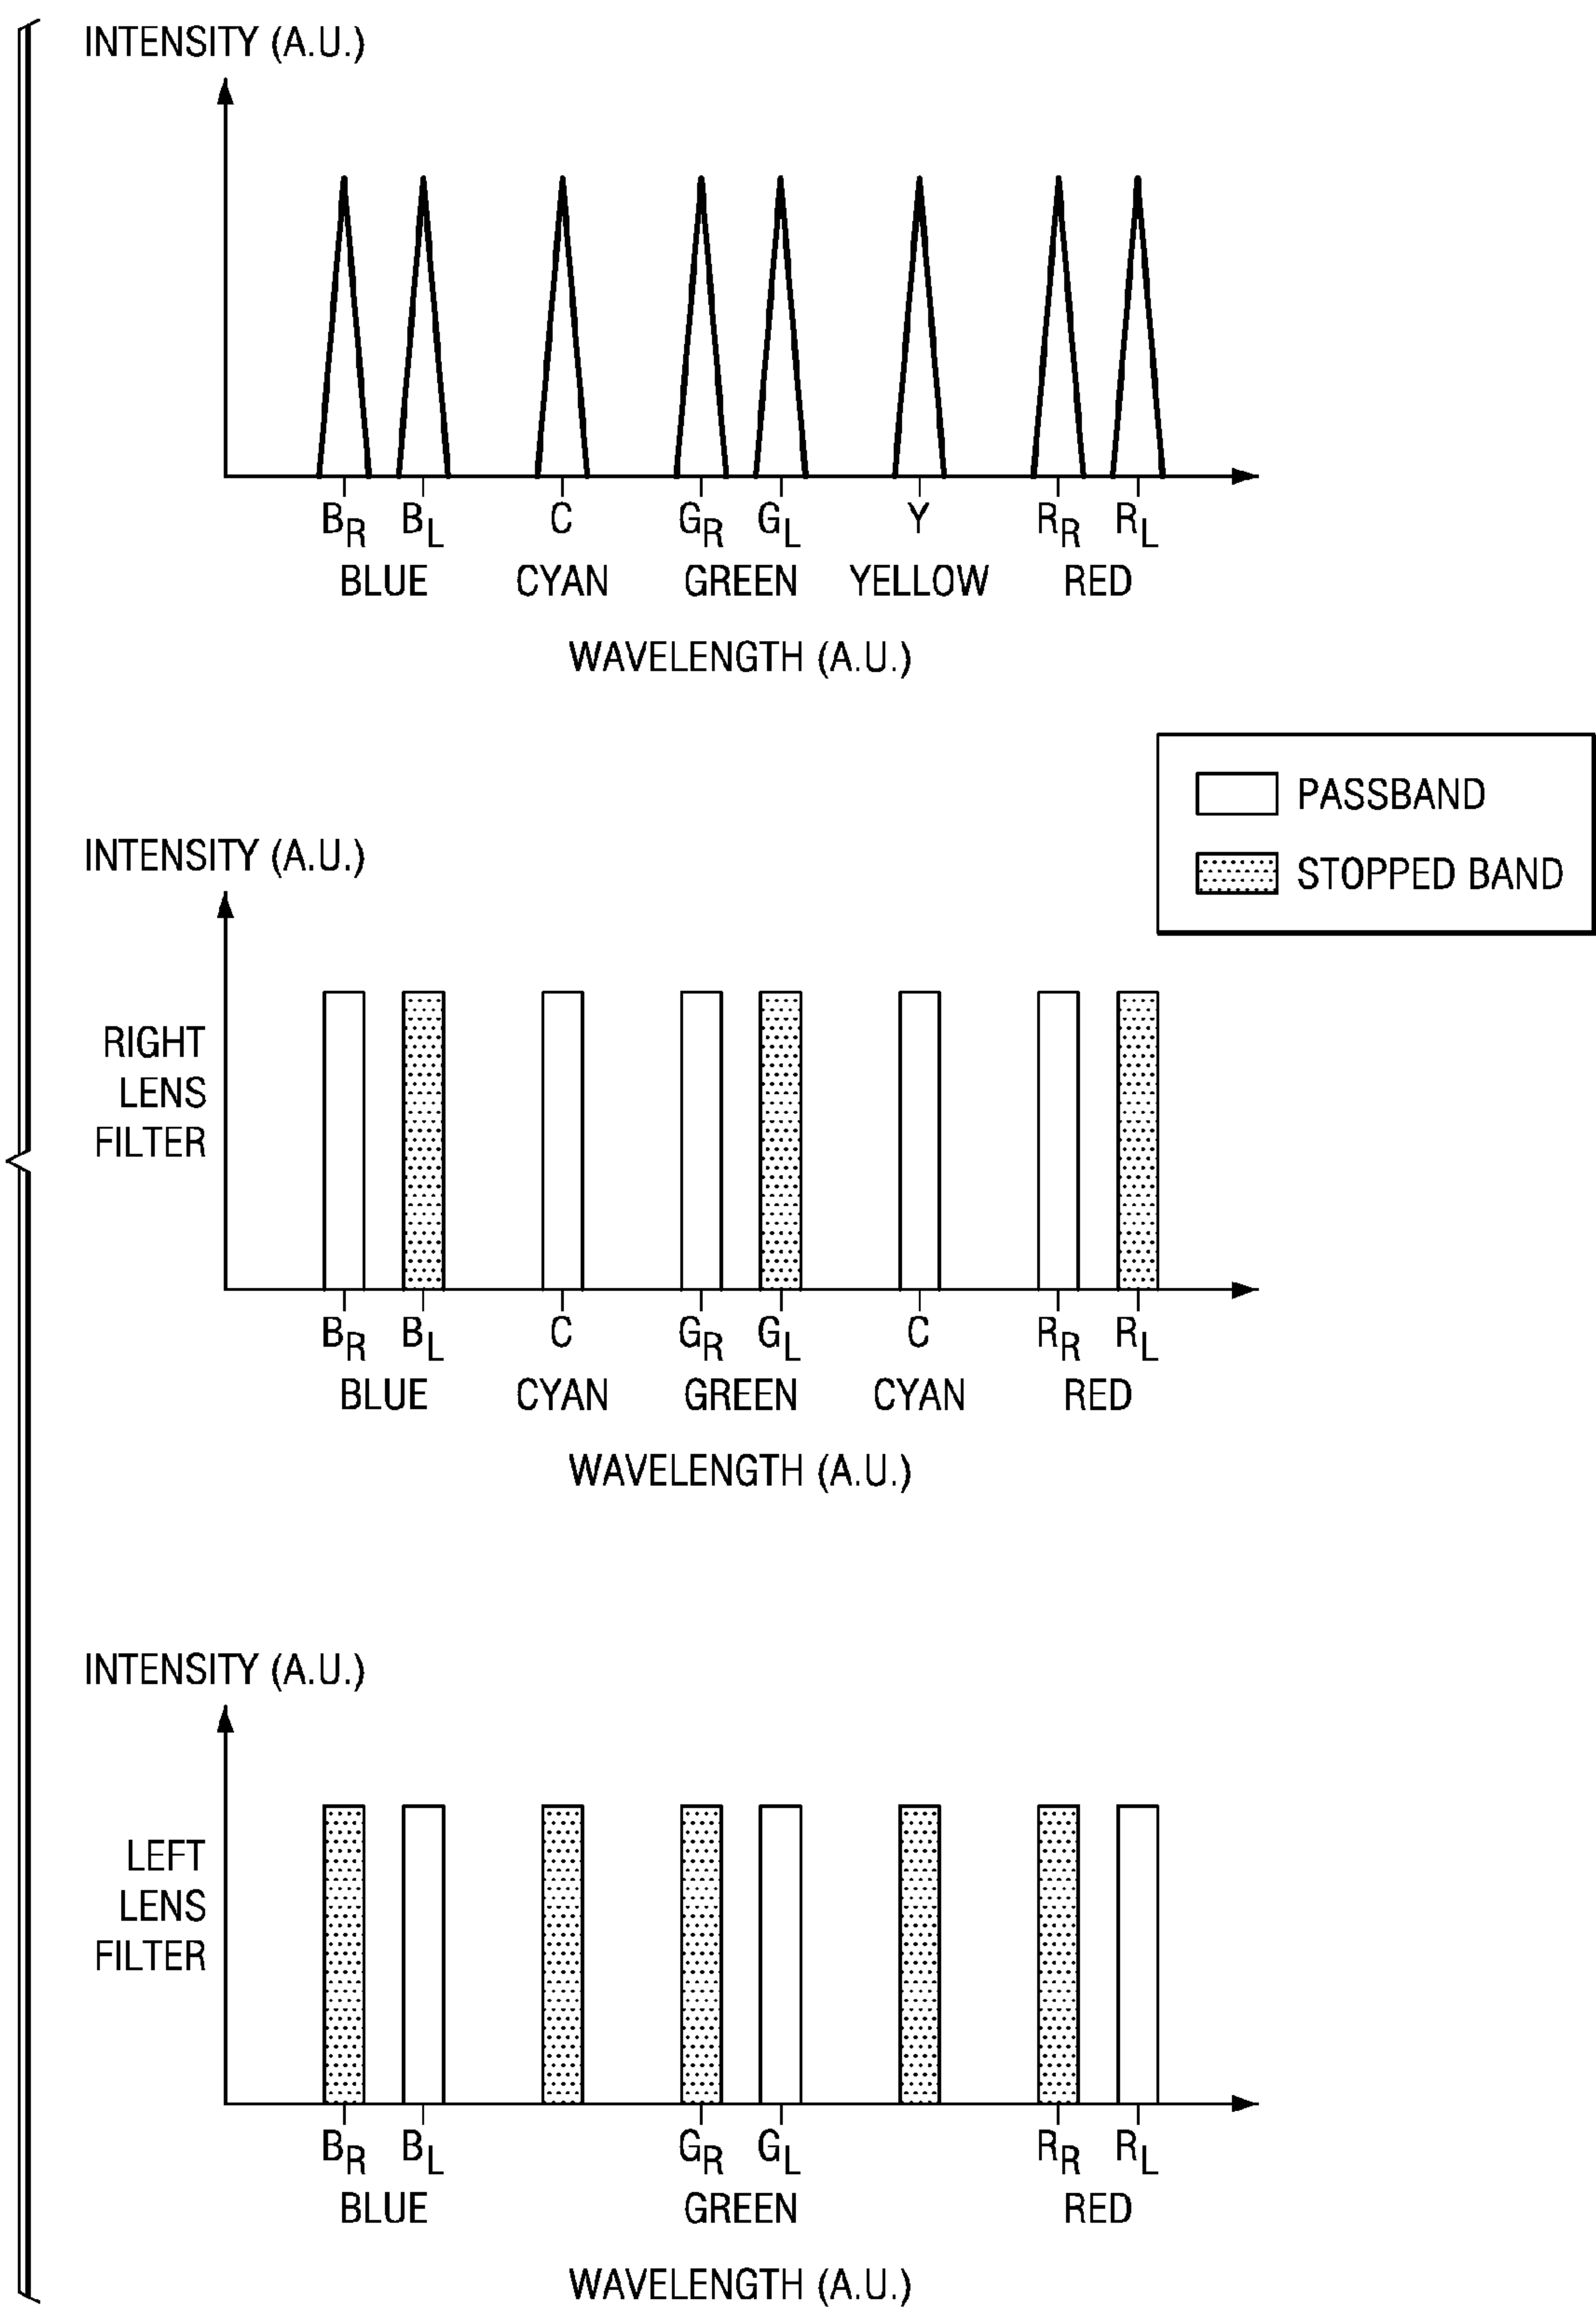 INTENSITY (A.U.)
BR BL C GR GL Y RR RL
BLUE CYAN GREEN YELLOW RED
WAVELENGTH (A.U.)
PASSBAND
STOPPED BAND
INTENSITY (A.U.)
RIGHT
LENS
FILTER
BR BL C GR GL C RR RL
BLUE CYAN GREEN CYAN RED
WAVELENGTH (A.U.)
INTENSITY (A.U.)
LEFT
LENS
FILTER
BR BL GR GL RR RL
BLUE GREEN RED
WAVELENGTH (A.U.)